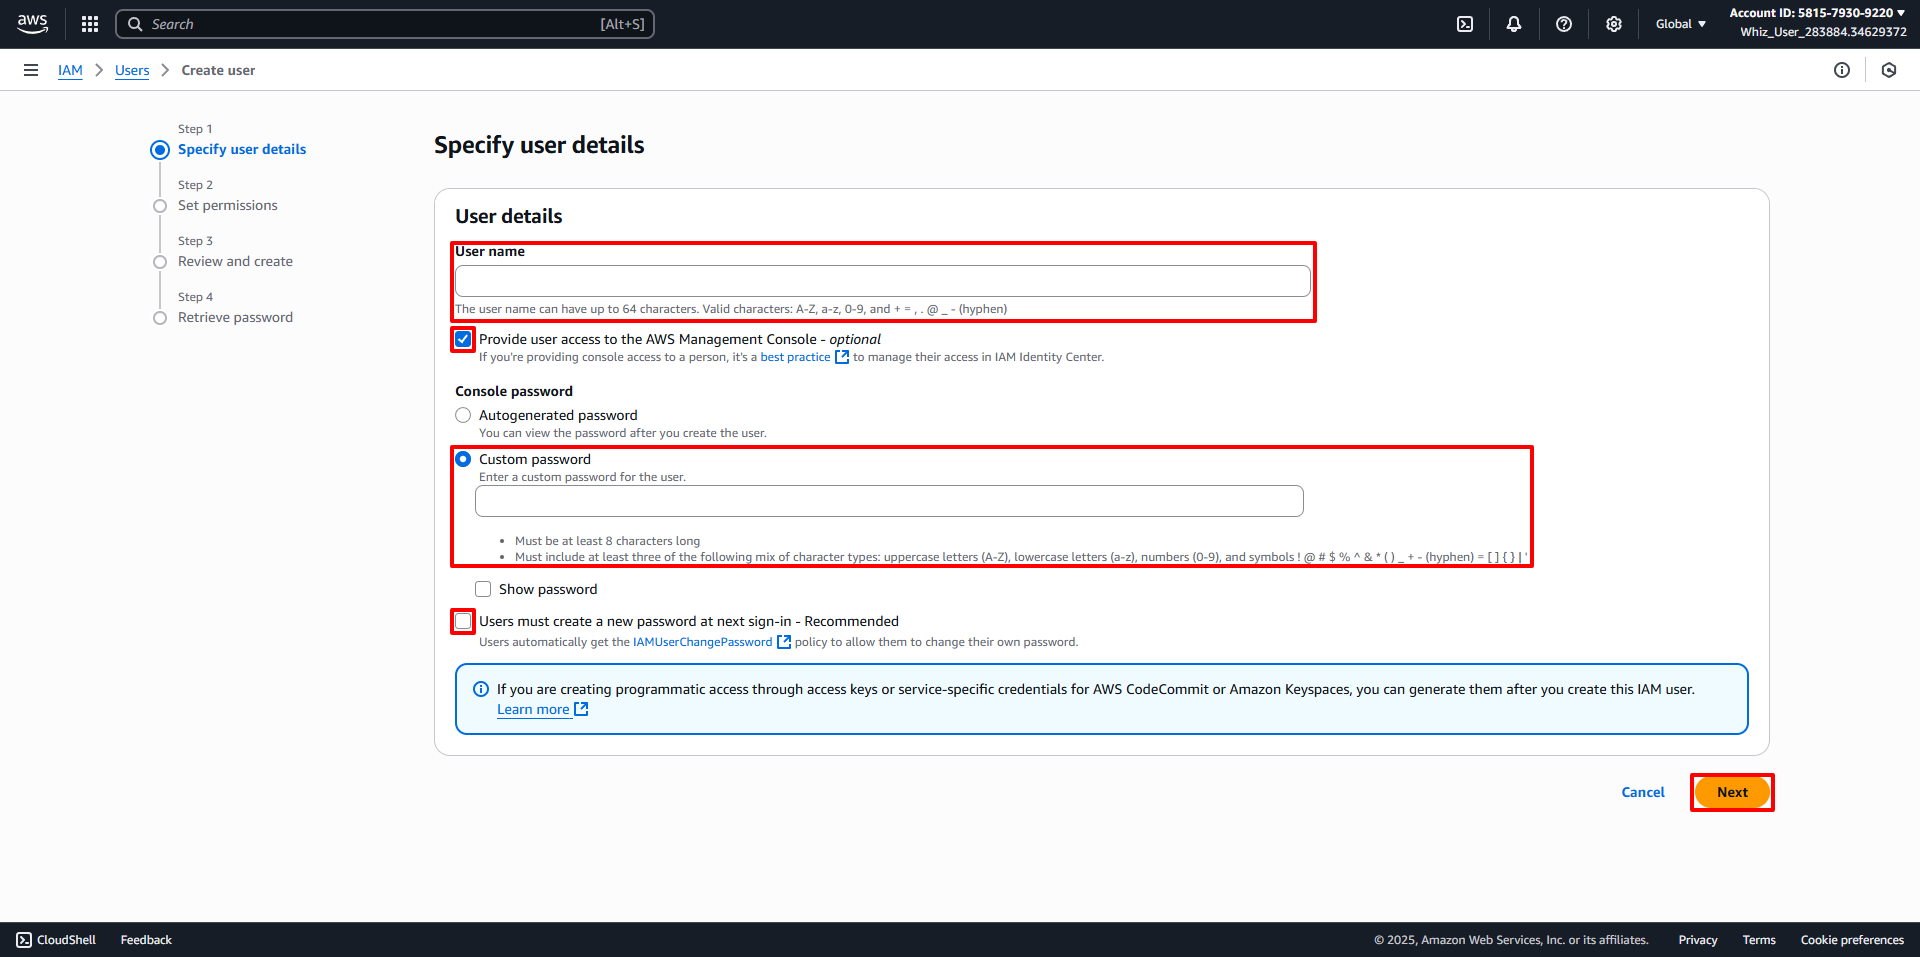 aws
Search
[Alt+S]
Global
Account ID: 5815-7930-9220
Whiz_User_283884.34629372
IAM
Users
Create user
Step 1
Specify user details
Step 2
Set permissions
Step 3
Review and create
Step 4
Retrieve password
Specify user details
User details
User name
The user name can have up to 64 characters. Valid characters: A-Z, a-z, 0-9, and + = , . @ _ - (hyphen)
Provide user access to the AWS Management Console - optional
If you're providing console access to a person, it's a best practice to manage their access in IAM Identity Center.
Console password
Autogenerated password
You can view the password after you create the user.
Custom password
Enter a custom password for the user.
• Must be at least 8 characters long
• Must include at least three of the following mix of character types: uppercase letters (A-Z), lowercase letters (a-z), numbers (0-9), and symbols ! @ # $ % ^ & * ( ) _ + - (hyphen) = [ ] { } | '
Show password
Users must create a new password at next sign-in - Recommended
Users automatically get the IAMUserChangePassword policy to allow them to change their own password.
If you are creating programmatic access through access keys or service-specific credentials for AWS CodeCommit or Amazon Keyspaces, you can generate them after you create this IAM user.
Learn more
Cancel
Next
CloudShell
Feedback
© 2025, Amazon Web Services, Inc. or its affiliates.
Privacy
Terms
Cookie preferences